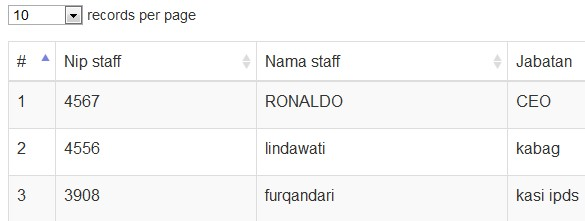 10 records per page
# Nip staff Nama staff Jabatan
1 4567 RONALDO CEO
2 4556 lindawati kabag
3 3908 furqandari kasi ipds